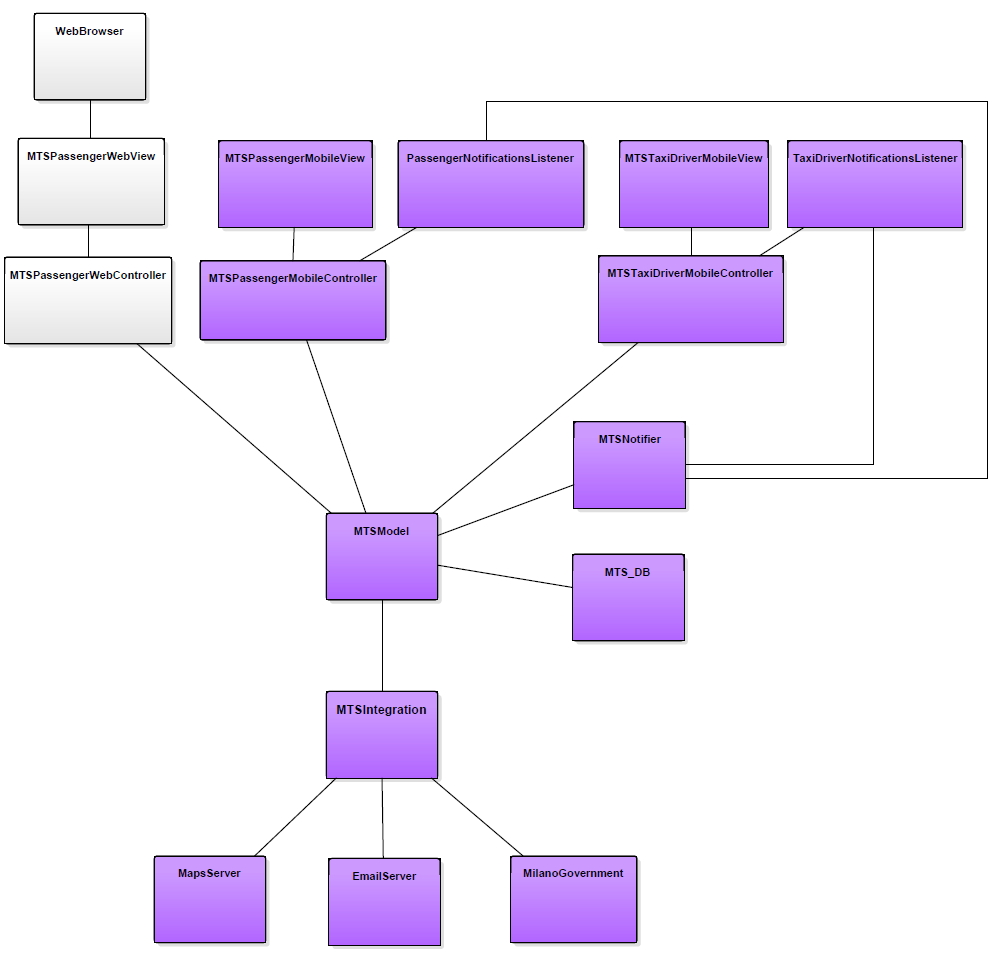 WebBrowser
MTSPassengerWebView
MTSPassengerMobileView
PassengerNotificationsListener
MTSTaxiDriverMobileView
TaxiDriverNotificationsListener
MTSPassengerWebController
MTSPassengerMobileController
MTSTaxiDriverMobileController
MTSNotifier
MTSModel
MTS_DB
MTSIntegration
MapsServer
EmailServer
MilanoGovernment